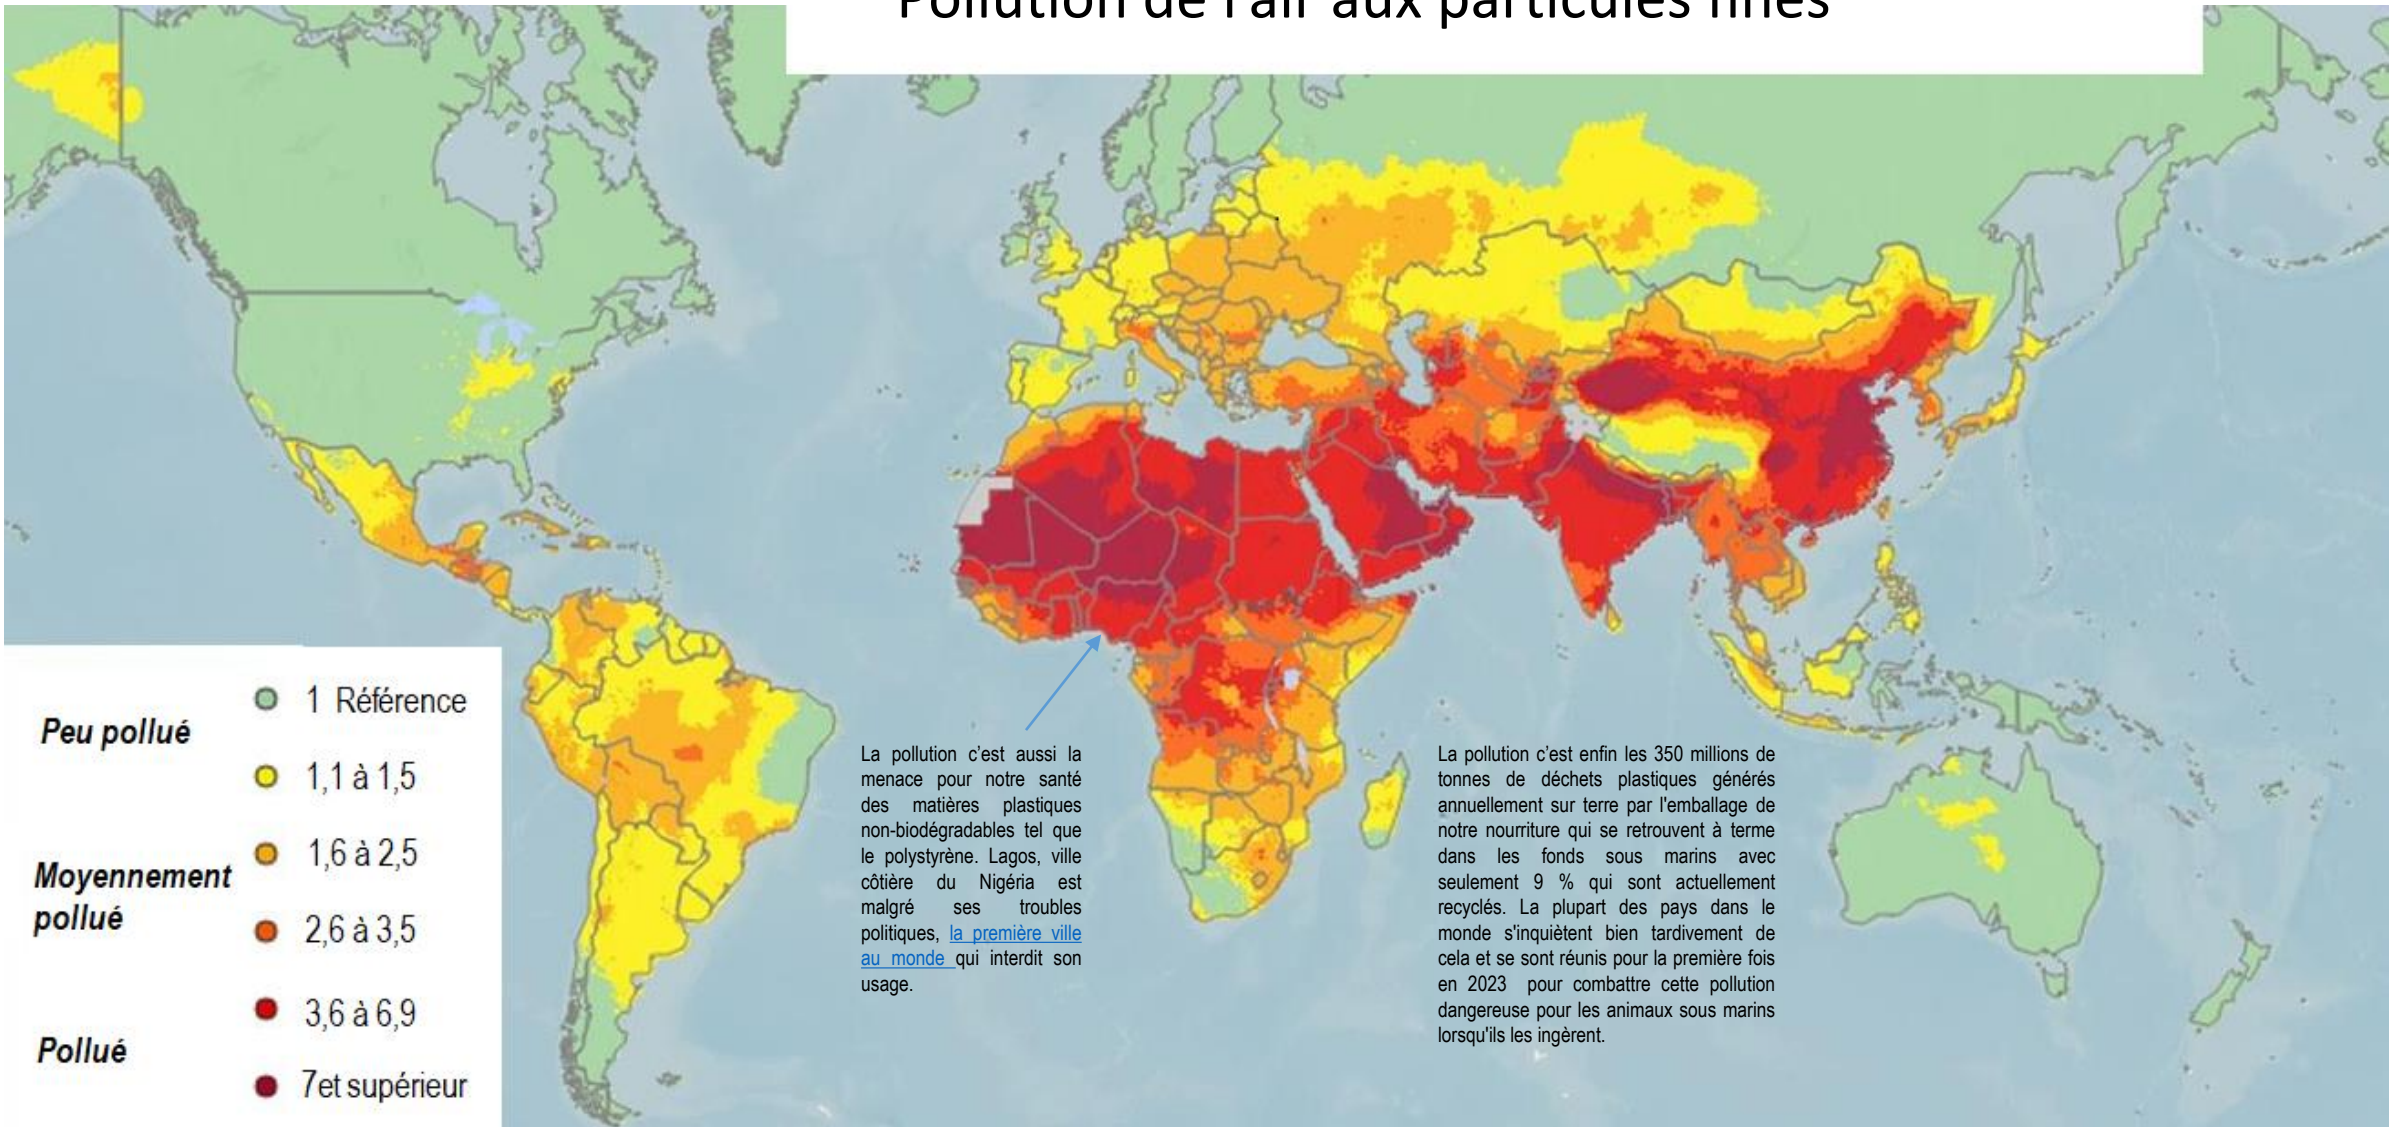 Pollution de l'air aux particules fines
Peu pollué
1 Référence
1,1 à 1,5
Moyennement
pollué
1,6 à 2,5
2,6 à 3,5
Pollué
3,6 à 6,9
7et supérieur
La pollution c’est aussi la
menace pour notre santé
des matières plastiques
non-biodégradables tel que
le polystyrène. Lagos, ville
côtière du Nigéria est
malgré ses troubles
politiques, la première ville
au monde qui interdit son
usage.
La pollution c’est enfin les 350 millions de
tonnes de déchets plastiques générés
annuellement sur terre par l'emballage de
notre nourriture qui se retrouvent à terme
dans les fonds sous marins avec
seulement 9 % qui sont actuellement
recyclés. La plupart des pays dans le
monde s'inquiètent bien tardivement de
cela et se sont réunis pour la première fois
en 2023 pour combattre cette pollution
dangereuse pour les animaux sous marins
lorsqu'ils les ingèrent.